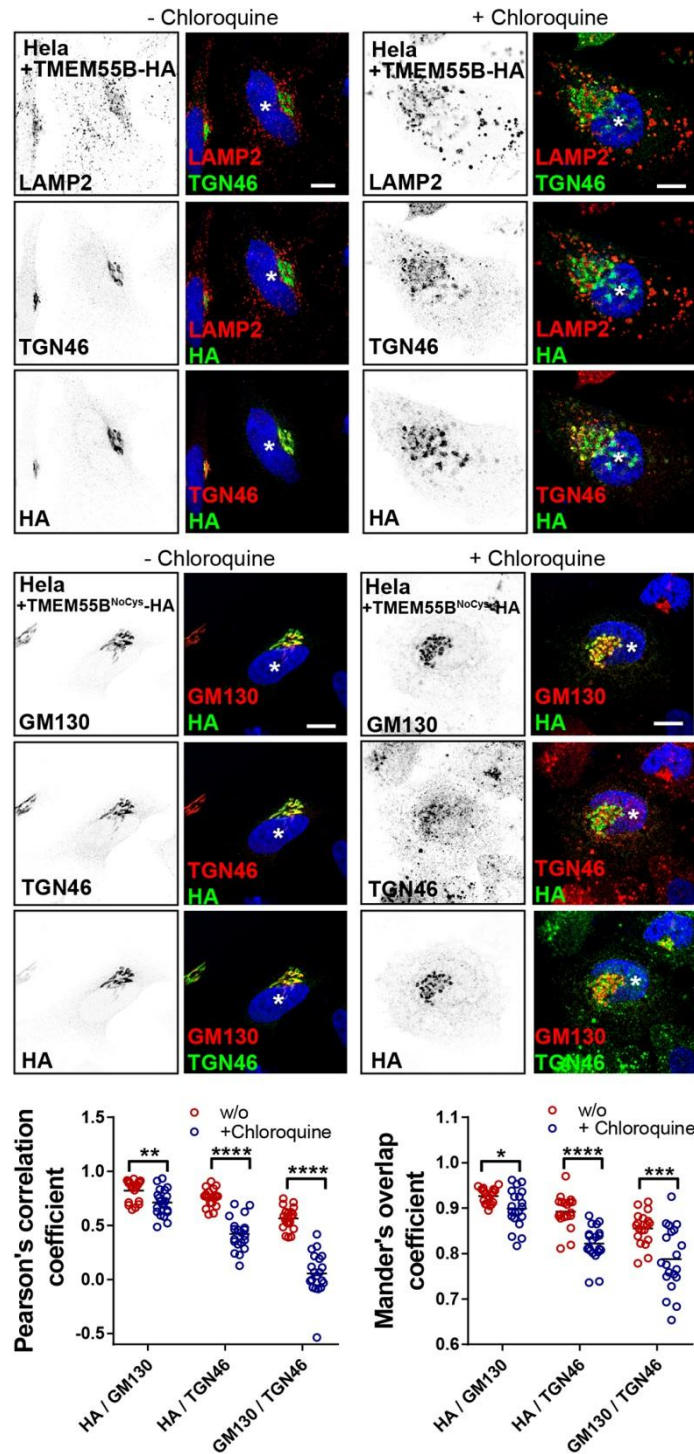 - Chloroquine
+ Chloroquine
Hela
+TMEM55B-HA
LAMP2
*
LAMP2
TGN46
Hela
+TMEM55B-HA
LAMP2
*
LAMP2
TGN46
TGN46
*
LAMP2
HA
TGN46
*
LAMP2
HA
HA
*
TGN46
HA
HA
*
TGN46
HA
- Chloroquine
+ Chloroquine
Hela
+TMEM55BNoCys-HA
GM130
*
GM130
HA
Hela
+TMEM55BNoCys-HA
GM130
*
GM130
HA
TGN46
*
TGN46
HA
TGN46
*
TGN46
HA
HA
*
GM130
TGN46
HA
*
GM130
TGN46
Pearson's correlation
coefficient
1.5
1.0
0.5
0.0
-0.5
w/o
+Chloroquine
**
****
****
HA / GM130
HA / TGN46
GM130 / TGN46
Mander's overlap
coefficient
1.1
1.0
0.9
0.8
0.7
0.6
w/o
+ Chloroquine
*
****
***
HA / GM130
HA / TGN46
GM130 / TGN46